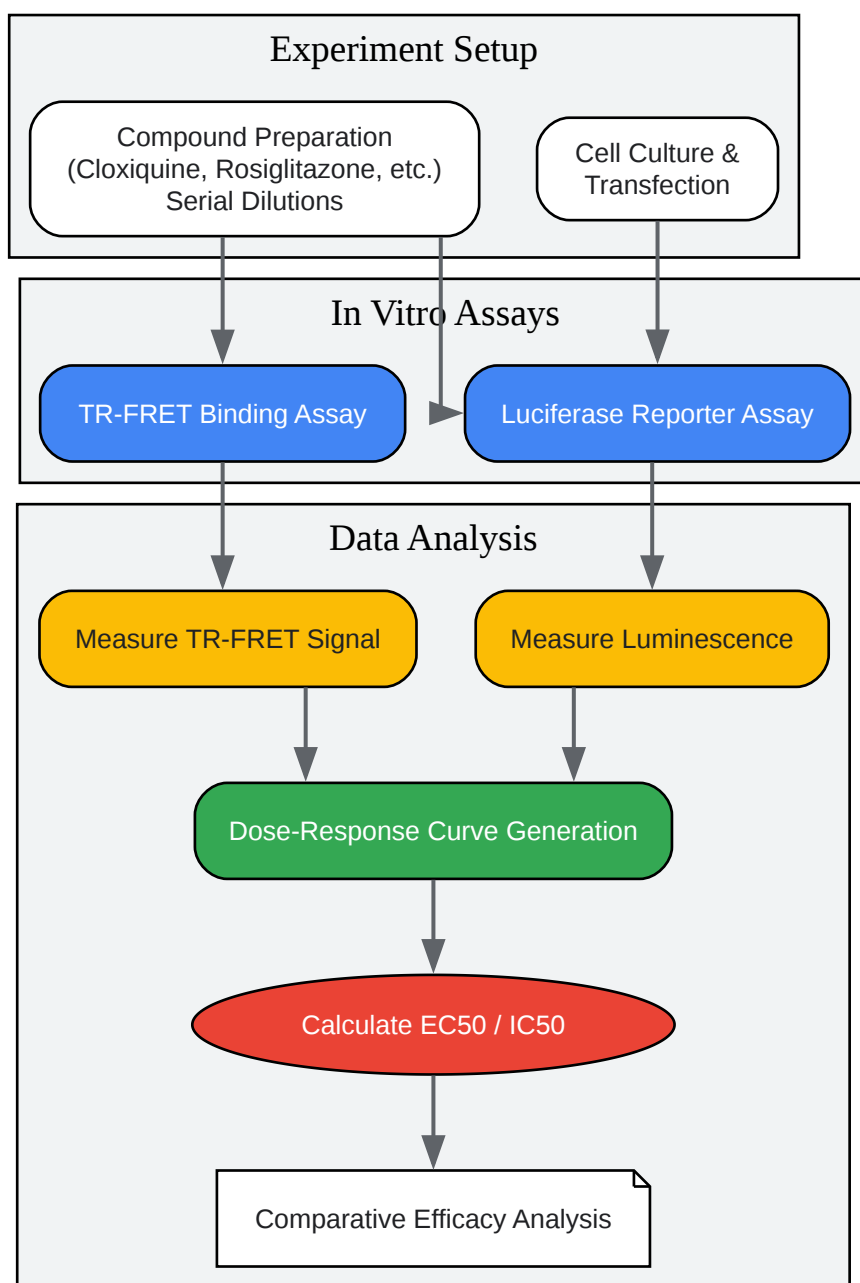 Experiment Setup
Compound Preparation
(Cloxiquine, Rosiglitazone, etc.)
Serial Dilutions
Cell Culture &
Transfection
In Vitro Assays
TR-FRET Binding Assay
Luciferase Reporter Assay
Data Analysis
Measure TR-FRET Signal
Measure Luminescence
Dose-Response Curve Generation
Calculate EC50 / IC50
Comparative Efficacy Analysis